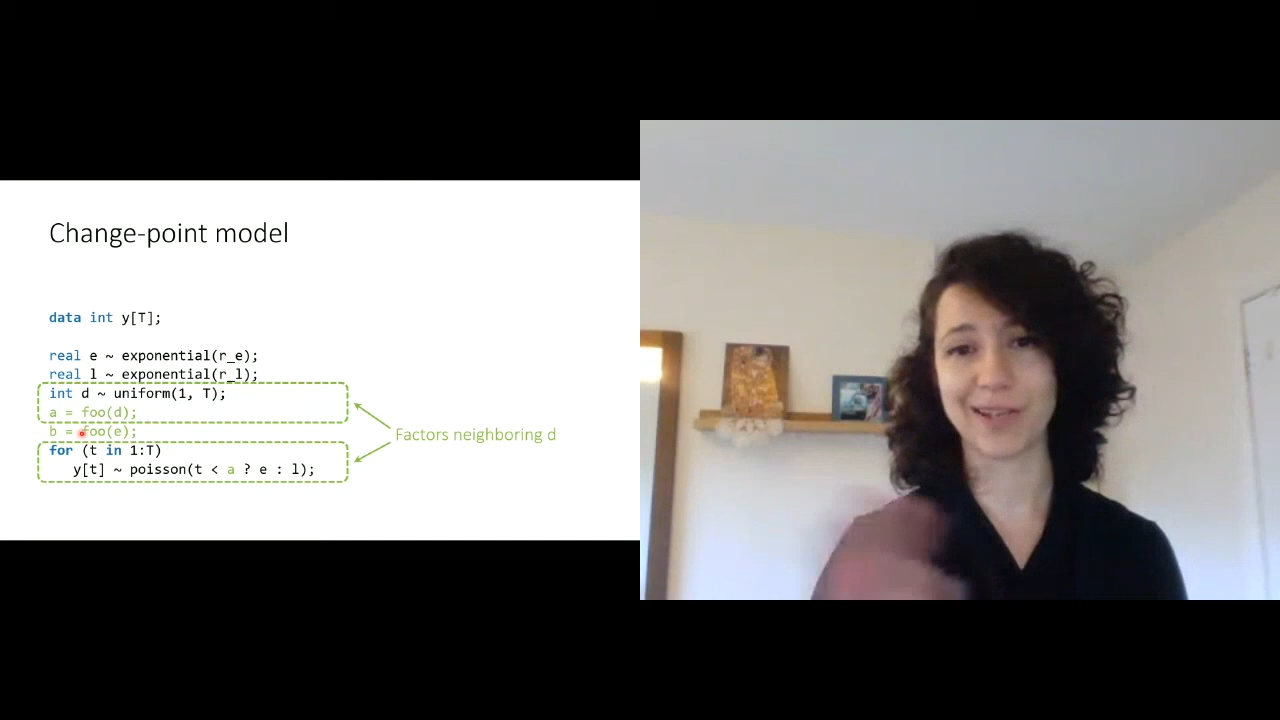 Change-point model
data int y[T];
real e ~ exponential(r_e);
real l ~ exponential(r_l);
int d ~ uniform(1, T);
a = foo(d);
b = foo(e);
for (t in 1:T)
y[t] ~ poisson(t < a ? e : l);
Factors neighboring d